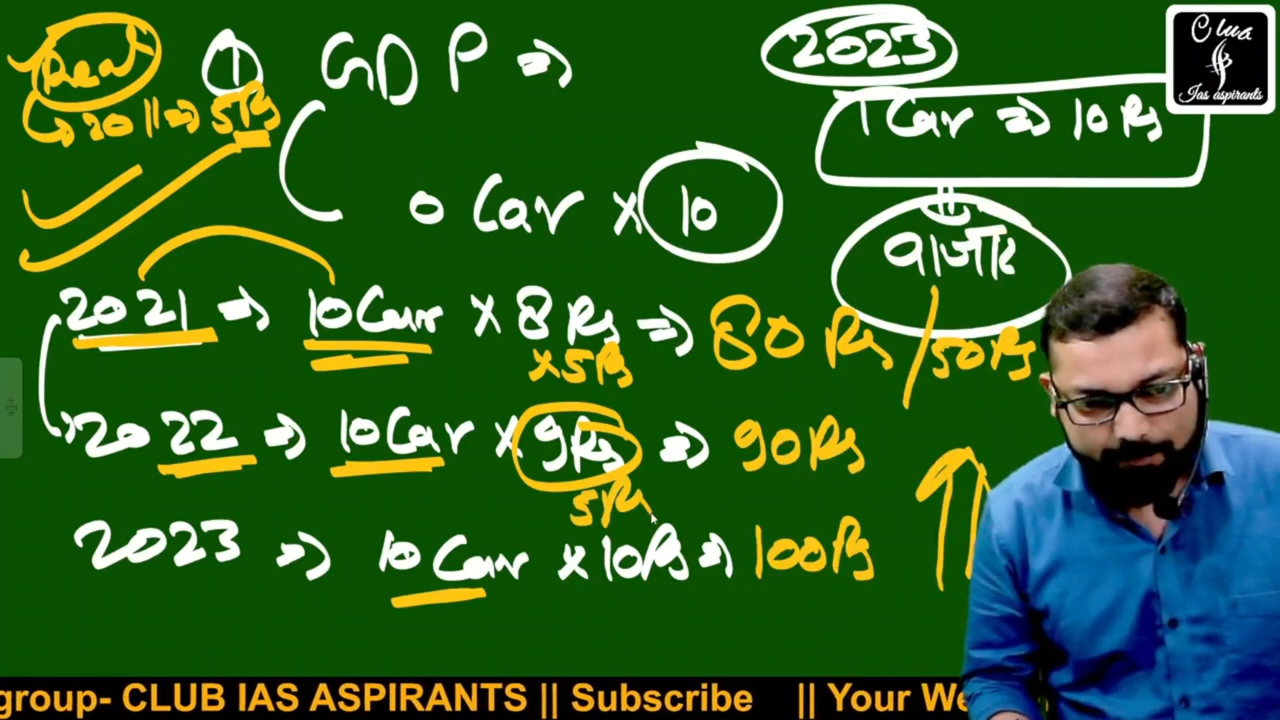 Real ① GDP ⇒ 2023
Club
Ias aspirants
↳ 2011 ⇒ 5 Rs
1 Car ⇒ 10 Rs
0 Car × 10
बाजार
2021 ⇒ 10 Car × 8 Rs ⇒ 80 Rs / 50 Rs
× 5 Rs
2022 ⇒ 10 Car × 9 Rs ⇒ 90 Rs
5 Rs
2023 ⇒ 10 Car × 10 Rs ⇒ 100 Rs
group- CLUB IAS ASPIRANTS || Subscribe || Your We